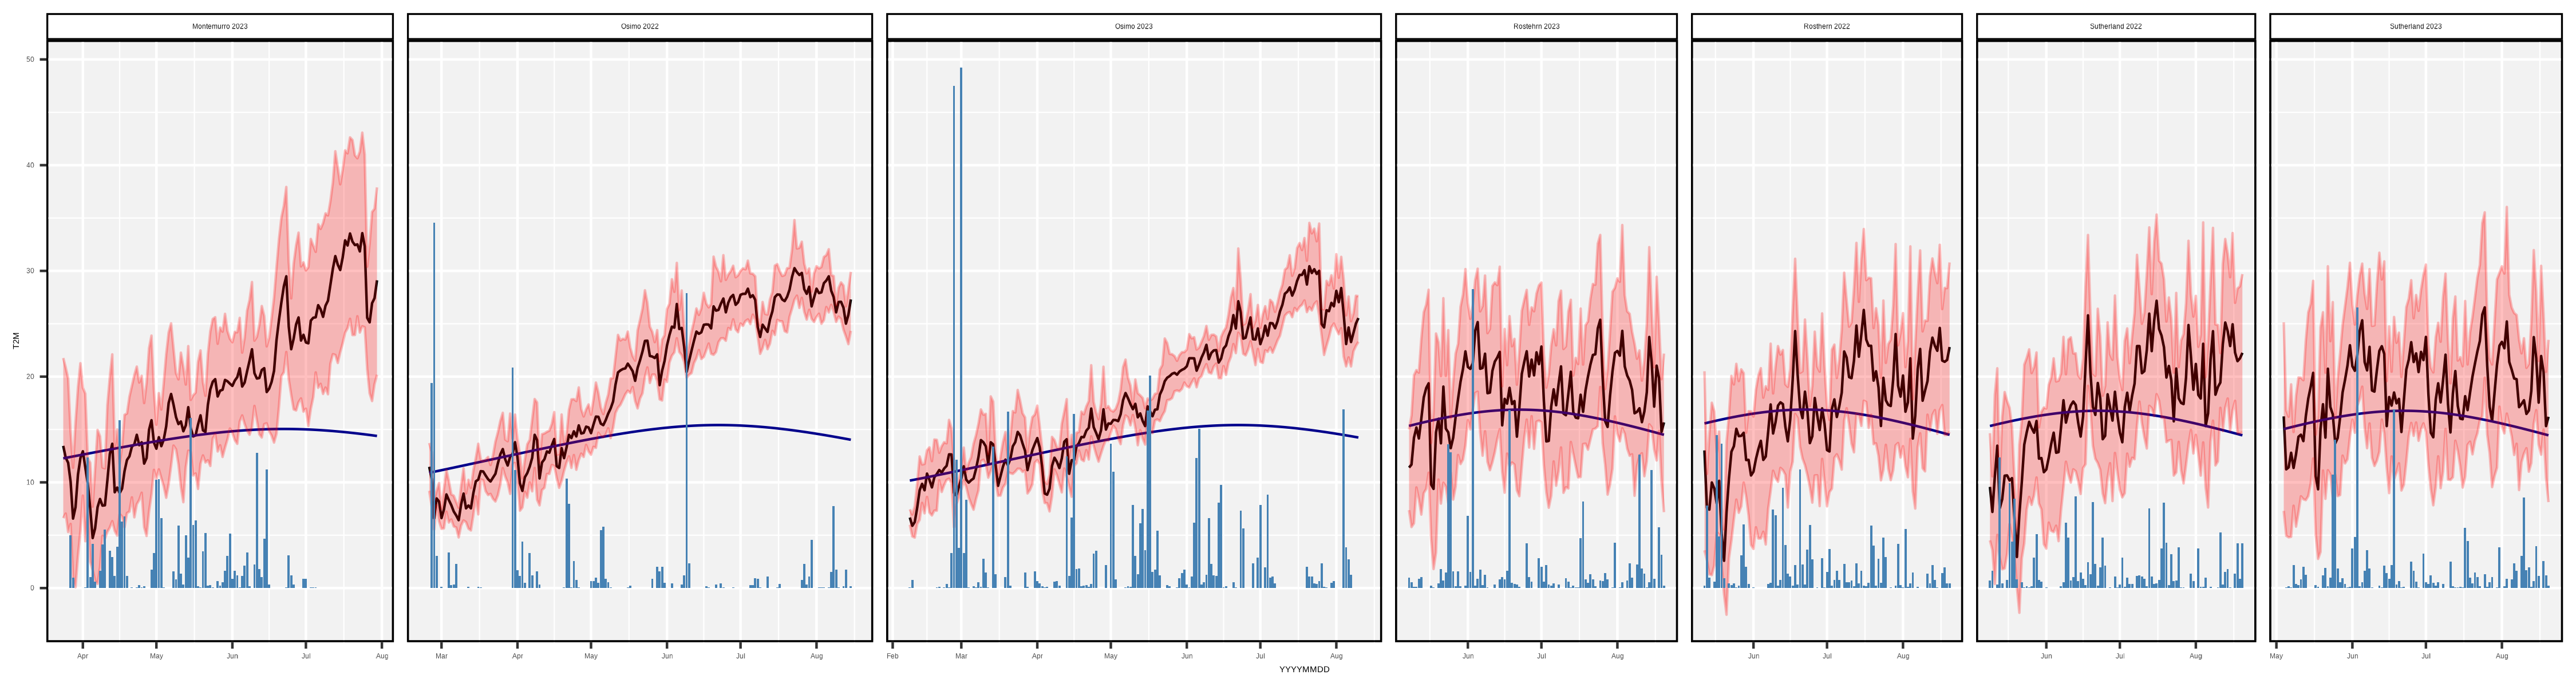 Montemurro 2023
Osimo 2022
Osimo 2023
Rostehrn 2023
Rosthern 2022
Sutherland 2022
Sutherland 2023
T2M
50
40
30
20
10
0
Apr May Jun Jul Aug
Mar Apr May Jun Jul Aug
Feb Mar Apr May Jun Jul Aug
Jun Jul Aug
Jun Jul Aug
Jun Jul Aug
May Jun Jul Aug
YYYYMMDD